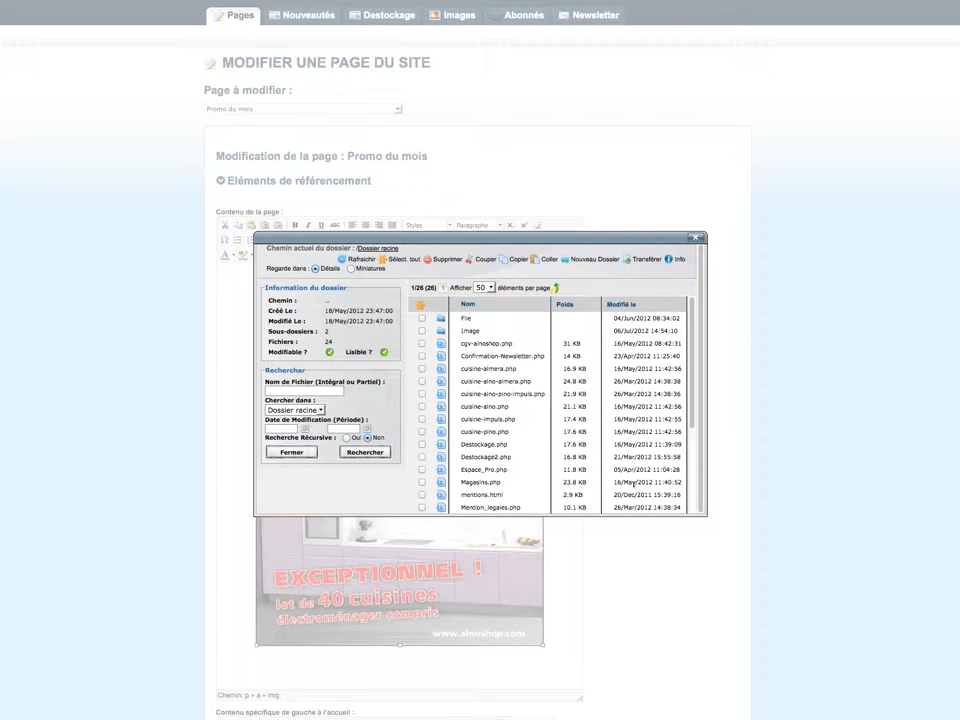 Pages Nouveautés Destockage Images Abonnés Newsletter
MODIFIER UNE PAGE DU SITE
Page à modifier :
Promo du mois
Modification de la page : Promo du mois
Eléments de référencement
Contenu de la page :
B I U ABC Styles Paragraphe
Chemin actuel du dossier : /Dossier racine
Rafraichir Sélect. tout Supprimer Couper Copier Coller Nouveau Dossier Transférer Info
Regarde dans : Détails Miniatures
Information du dossier
Chemin : ..
Créé Le : 18/May/2012 23:47:00
Modifié Le : 18/May/2012 23:47:00
Sous-dossiers : 2
Fichiers : 24
Modifiable ? Lisible ?
Rechercher
Nom de Fichier (Intégral ou Partiel) :
Chercher dans :
Dossier racine
Date de Modification (Période) :
Recherche Récursive : Oui Non
Fermer Rechercher
1/26 (26) 1 Afficher 50 éléments par page
Nom Poids Modifié le
File 04/Jun/2012 08:34:02
Image 06/Jul/2012 14:54:10
cgv-alnoshop.php 31 KB 16/May/2012 08:42:31
Confirmation-Newsletter.php 14 KB 23/Apr/2012 11:25:40
cuisine-almera.php 16.9 KB 16/May/2012 11:42:56
cuisine-alno-almera.php 24.8 KB 26/Mar/2012 14:38:38
cuisine-alno-pino-impuls.php 21.9 KB 26/Mar/2012 14:38:36
cuisine-alno.php 21.1 KB 16/May/2012 11:42:56
cuisine-impuls.php 17.4 KB 16/May/2012 11:42:55
cuisine-pino.php 17.6 KB 16/May/2012 11:42:56
Destockage.php 17.6 KB 16/May/2012 11:39:09
Destockage2.php 16.8 KB 21/Mar/2012 15:55:58
Espace_Pro.php 11.8 KB 05/Apr/2012 11:04:28
Magasins.php 23.8 KB 16/May/2012 11:40:52
mentions.html 2.9 KB 20/Dec/2011 15:39:16
Mention_legales.php 10.1 KB 26/Mar/2012 14:38:34
EXCEPTIONNEL !
lot de 40 cuisines
électroménager compris
www.alnoshop.com
Chemin: p » a » img
Contenu spécifique de gauche à l'accueil :